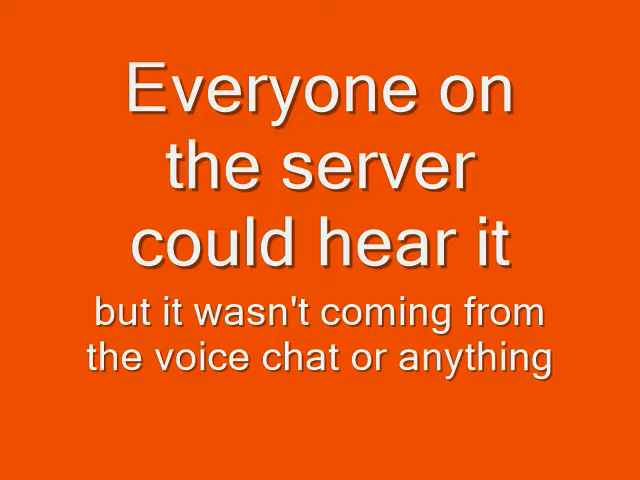 Everyone on
the server
could hear it
but it wasn't coming from
the voice chat or anything